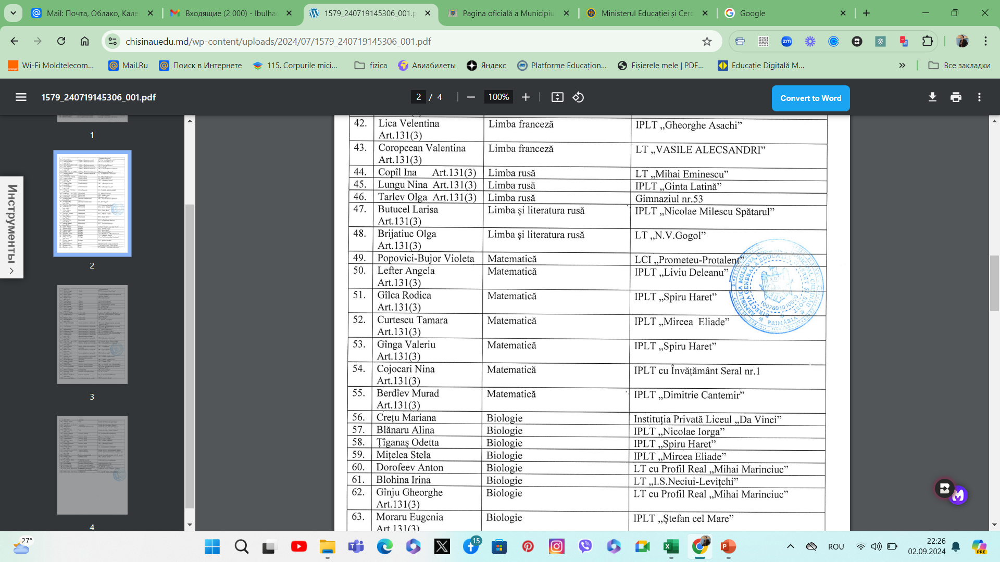 Mail: Почта, Облако, Кале
Входящие (2 000) - lbulha
1579_240719145306_001.p
Pagina oficială a Municipiu
Ministerul Educației și Cerc
Google
chisinauedu.md/wp-content/uploads/2024/07/1579_240719145306_001.pdf
Wi-Fi Moldtelecom...
Mail.Ru
Поиск в Интернете
115. Corpurile mici...
fizica
Авиабилеты
Яндекс
Platforme Education...
Fișierele mele | PDF...
Educație Digitală M...
Все закладки
1579_240719145306_001.pdf
2 / 4
100%
Convert to Word
1
2
3
4
Инструменты
42. Lica Velentina Limba franceză IPLT „Gheorghe Asachi”
Art.131(3)
43. Coropcean Valentina Limba franceză LT „VASILE ALECSANDRI”
Art.131(3)
44. Copîl Ina Art.131(3) Limba rusă LT „Mihai Eminescu”
45. Lungu Nina Art.131(3) Limba rusă IPLT „Ginta Latină”
46. Tarlev Olga Art.131(3) Limba rusă Gimnaziul nr.53
47. Butucel Larisa Limba și literatura rusă IPLT „Nicolae Milescu Spătarul”
Art.131(3)
48. Brijatiuc Olga Limba și literatura rusă LT „N.V.Gogol”
Art.131(3)
49. Popovici-Bujor Violeta Matematică LCI „Prometeu-Protalent”
50. Lefter Angela Matematică IPLT „Liviu Deleanu”
Art.131(3)
51. Gîlca Rodica Matematică IPLT „Spiru Haret”
Art.131(3)
52. Curtescu Tamara Matematică IPLT „Mircea Eliade”
Art.131(3)
53. Gînga Valeriu Matematică IPLT „Spiru Haret”
Art.131(3)
54. Cojocari Nina Matematică IPLT cu Învățământ Seral nr.1
Art.131(3)
55. Berdîev Murad Matematică IPLT „Dimitrie Cantemir”
Art.131(3)
56. Crețu Mariana Biologie Instituția Privată Liceul „Da Vinci”
57. Blănaru Alina Biologie IPLT „Nicolae Iorga”
58. Țîganaș Odetta Biologie IPLT „Spiru Haret”
59. Mițelea Stela Biologie IPLT „Mircea Eliade”
60. Dorofeev Anton Biologie LT cu Profil Real „Mihai Marinciuc”
61. Blohina Irina Biologie LT „I.S.Neciui-Levițchi”
62. Gînju Gheorghe Biologie LT cu Profil Real „Mihai Marinciuc”
Art.131(3)
63. Moraru Eugenia Biologie IPLT „Ștefan cel Mare”
Art.131(3)
REPUBLICA MOLDOVA
DIRECȚIA GENERALĂ EDUCAȚIE
PRIMĂRIA
27°
zm
15
ROU
22:26
02.09.2024
PRE